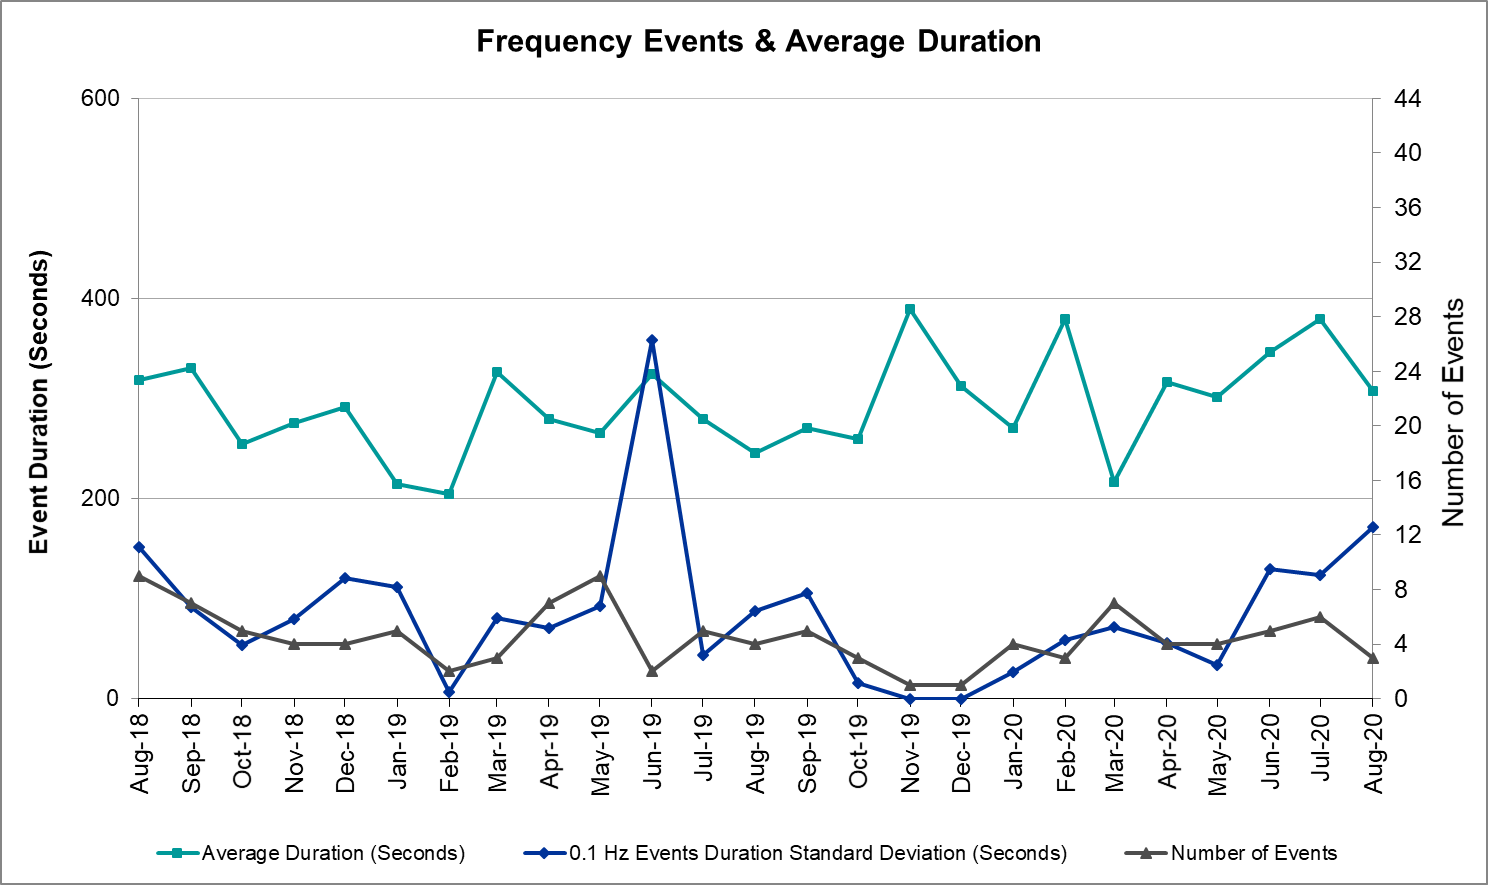 Frequency Events & Average Duration
Event Duration (Seconds)
600
400
200
0
44
40
36
32
28
24
20
16
12
8
4
0
Number of Events
Aug-18
Sep-18
Oct-18
Nov-18
Dec-18
Jan-19
Feb-19
Mar-19
Apr-19
May-19
Jun-19
Jul-19
Aug-19
Sep-19
Oct-19
Nov-19
Dec-19
Jan-20
Feb-20
Mar-20
Apr-20
May-20
Jun-20
Jul-20
Aug-20
Average Duration (Seconds) 0.1 Hz Events Duration Standard Deviation (Seconds) Number of Events